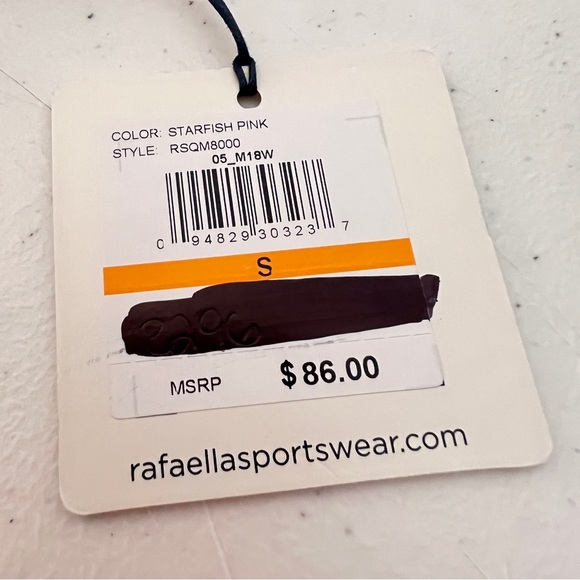 COLOR: STARFISH PINK
STYLE: RSQM8000
05_M18W
0 94829 30323 7
S
MSRP $86.00
rafaellasportswear.com